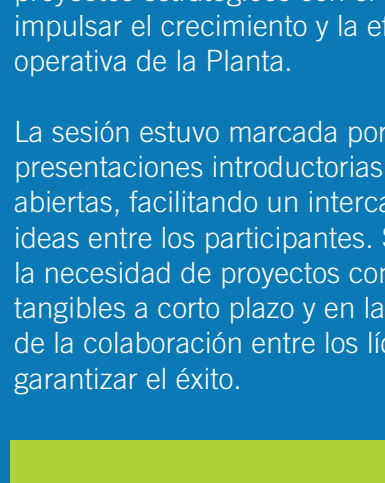 impulsar el crecimiento y la
operativa de la Planta.
La sesión estuvo marcada por
presentaciones introductorias
abiertas, facilitando un
ideas entre los participantes.
la necesidad de proyectos
tangibles a corto plazo y en la
de la colaboración entre los
garantizar el éxito.